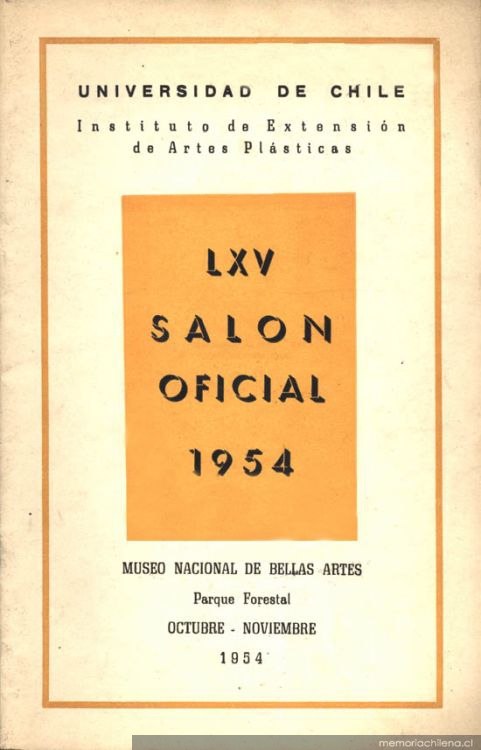 UNIVERSIDAD DE CHILE
Instituto de Extensión
de Artes Plásticas
LXV
SALON
OFICIAL
1954
MUSEO NACIONAL DE BELLAS ARTES
Parque Forestal
OCTUBRE - NOVIEMBRE
1954
memoriachilena.cl